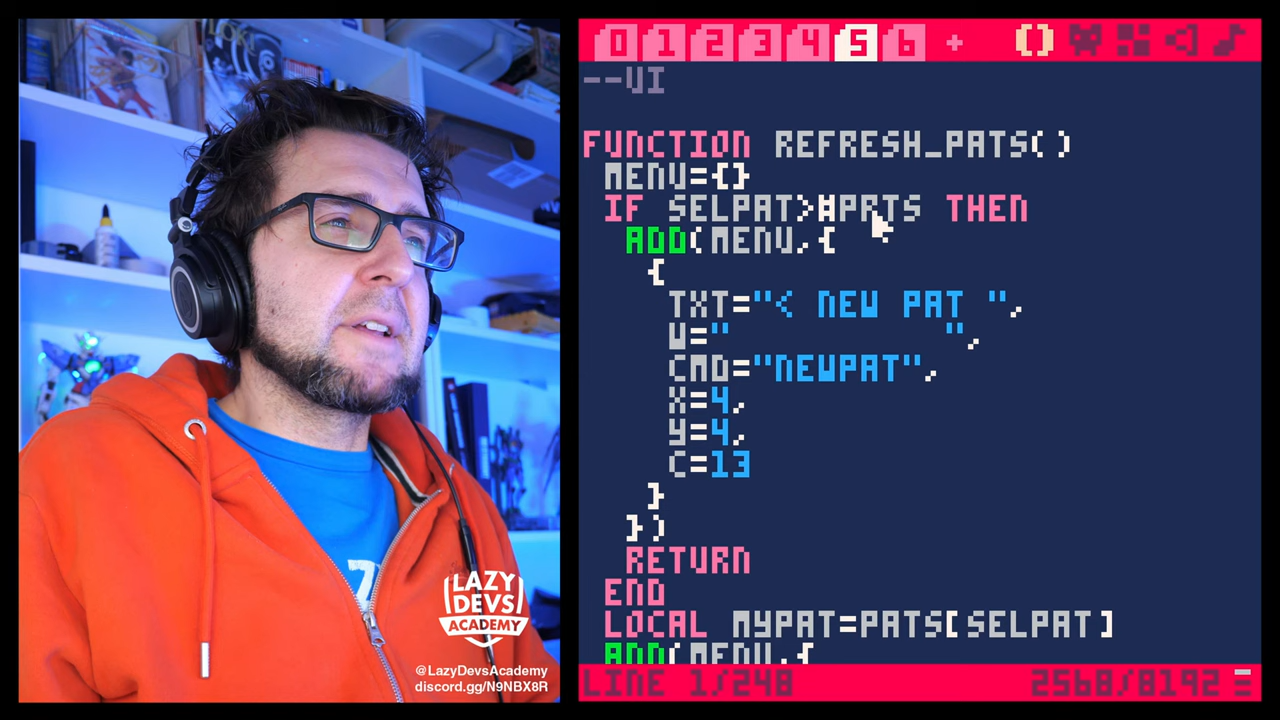 LOKI
LAZY
DEVS
ACADEMY
@LazyDevsAcademy
discord.gg/N9NBX8R
0 1 2 3 4 5 6 + ()
--UI
FUNCTION REFRESH_PATS()
MENU={}
IF SELPAT>#PATS THEN
ADD(MENU,{
{
TXT="< NEW PAT ",
W="          ",
CMD="NEWPAT",
X=4,
Y=4,
C=13
}
})
RETURN
END
LOCAL MYPAT=PATS[SELPAT]
ADD(MENU,{
LINE 1/248
2568/8192